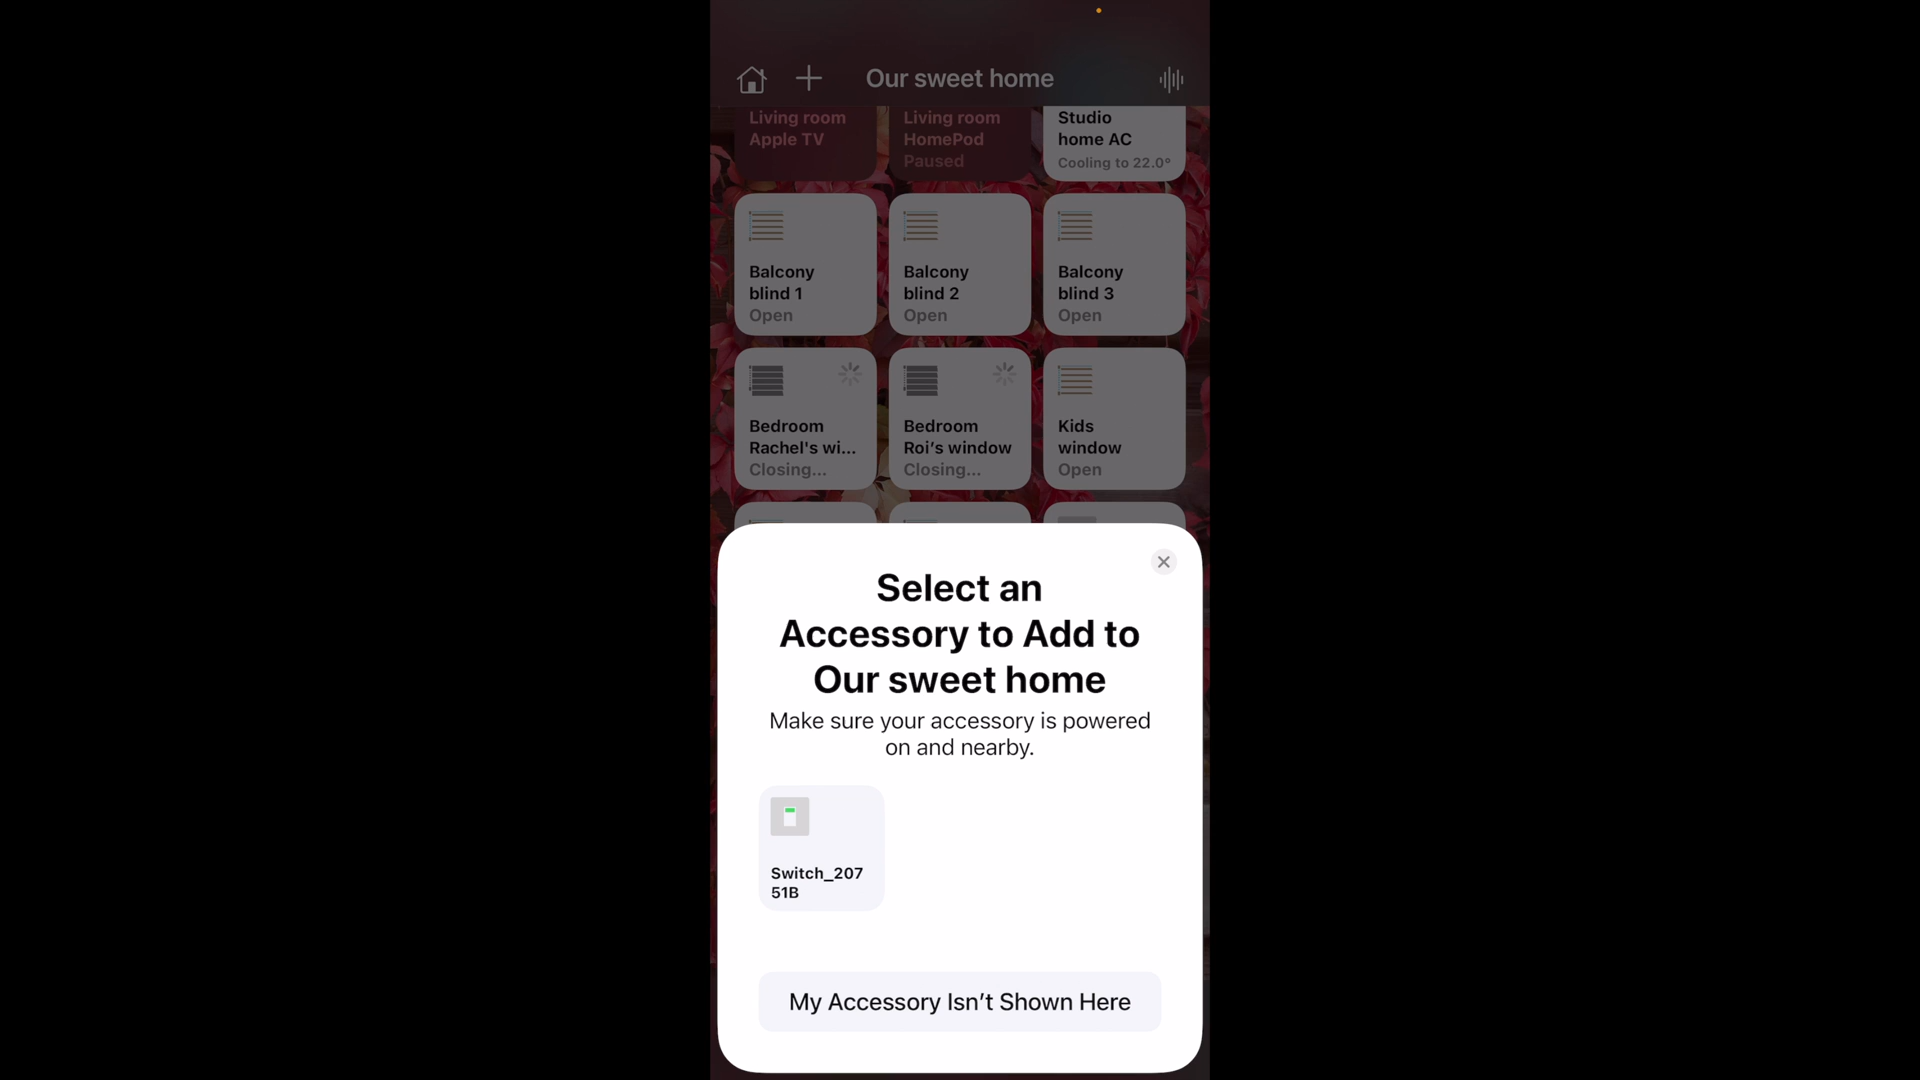 Our sweet home
Living room
Apple TV
Living room
HomePod
Paused
Studio
home AC
Cooling to 22.0°
Balcony
blind 1
Open
Balcony
blind 2
Open
Balcony
blind 3
Open
Bedroom
Rachel's wi...
Closing...
Bedroom
Roi’s window
Closing...
Kids
window
Open
Select an
Accessory to Add to
Our sweet home
Make sure your accessory is powered
on and nearby.
Switch_207
51B
My Accessory Isn’t Shown Here